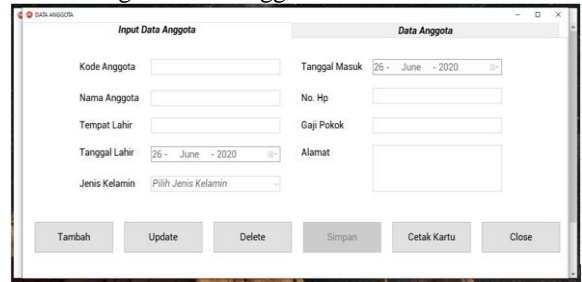 DATA ANGGOTA
Input Data Anggota Data Anggota
Kode Anggota Tanggal Masuk 26 - June - 2020
Nama Anggota No. Hp
Tempat Lahir Gaji Pokok
Tanggal Lahir 26 - June - 2020 Alamat
Jenis Kelamin Pilih Jenis Kelamin
Tambah Update Delete Simpan Cetak Kartu Close